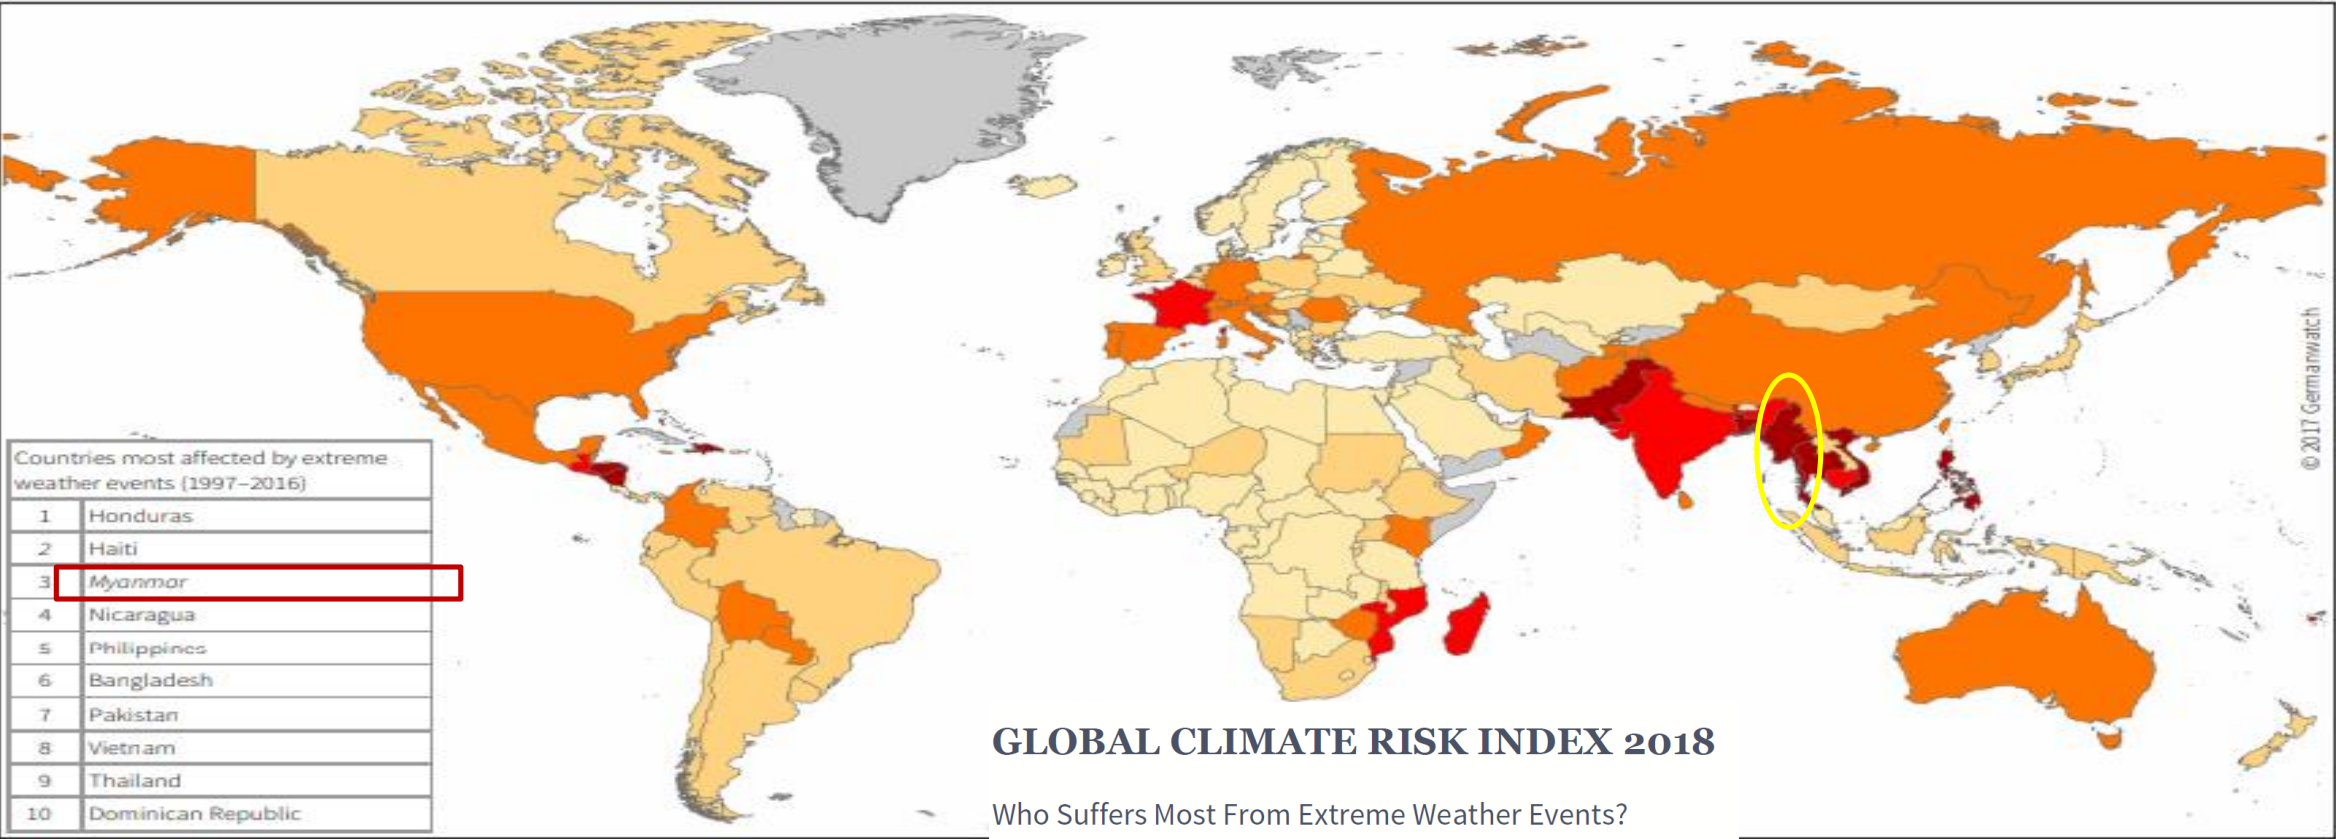 © 2017 Germanwatch
Countries most affected by extreme
weather events (1997–2016)
1 Honduras
2 Haiti
3 Myanmar
4 Nicaragua
5 Philippines
6 Bangladesh
7 Pakistan
8 Vietnam
9 Thailand
10 Dominican Republic
GLOBAL CLIMATE RISK INDEX 2018
Who Suffers Most From Extreme Weather Events?